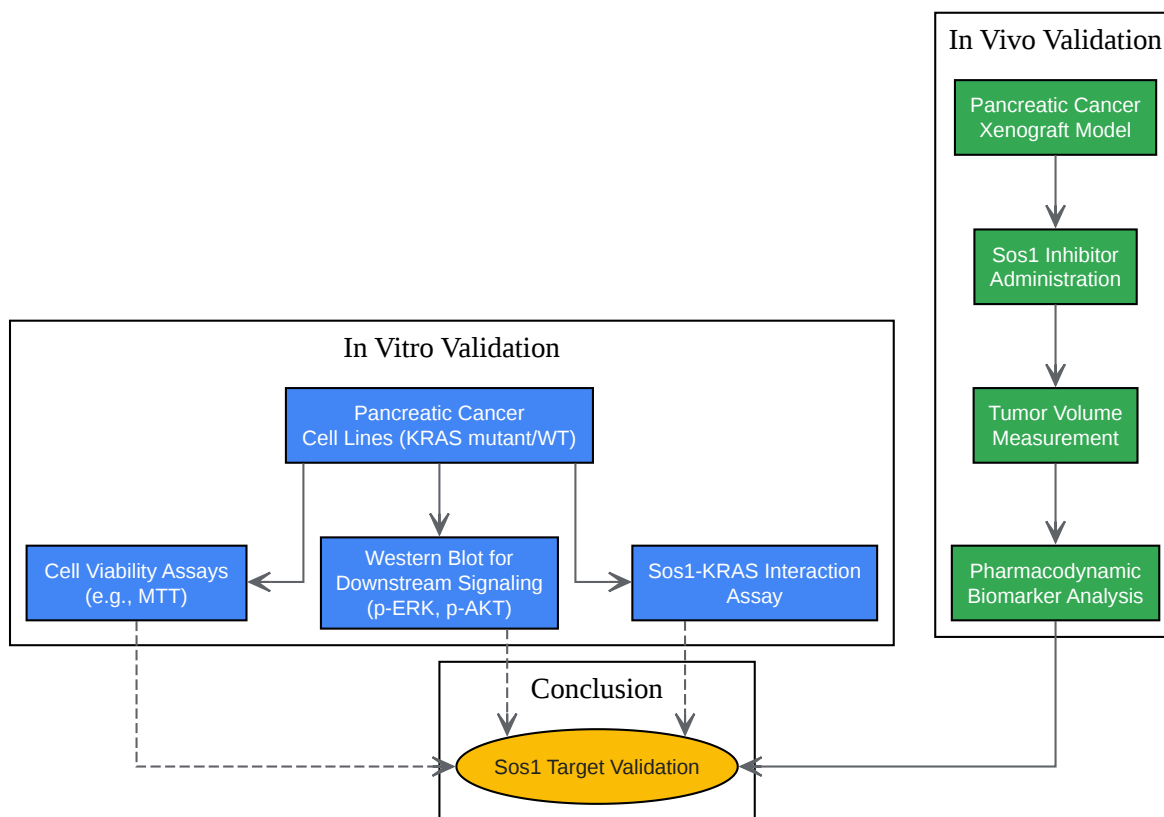 In Vivo Validation
Pancreatic Cancer
Xenograft Model
Sos1 Inhibitor
Administration
Tumor Volume
Measurement
Pharmacodynamic
Biomarker Analysis
In Vitro Validation
Pancreatic Cancer
Cell Lines (KRAS mutant/WT)
Cell Viability Assays
(e.g., MTT)
Western Blot for
Downstream Signaling
(p-ERK, p-AKT)
Sos1-KRAS Interaction
Assay
Conclusion
Sos1 Target Validation